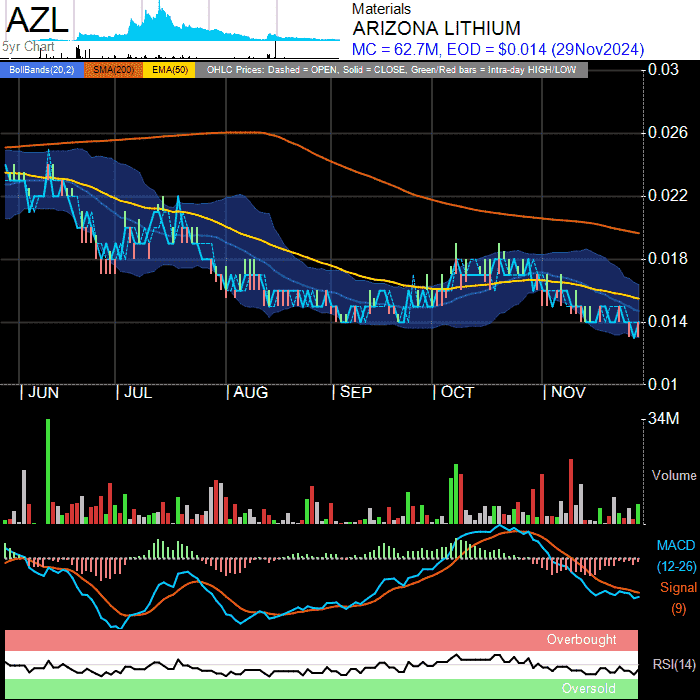 AZL
5yr Chart
Materials
ARIZONA LITHIUM
MC = 62.7M, EOD = $0.014 (29Nov2024)
BollBands(20,2) SMA(200) EMA(50) OHLC Prices: Dashed = OPEN, Solid = CLOSE, Green/Red bars = Intra-day HIGH/LOW
0.03
0.026
0.022
0.018
0.014
0.01
JUN JUL AUG SEP OCT NOV
34M
Volume
MACD
(12-26)
Signal
(9)
Overbought
RSI(14)
Oversold